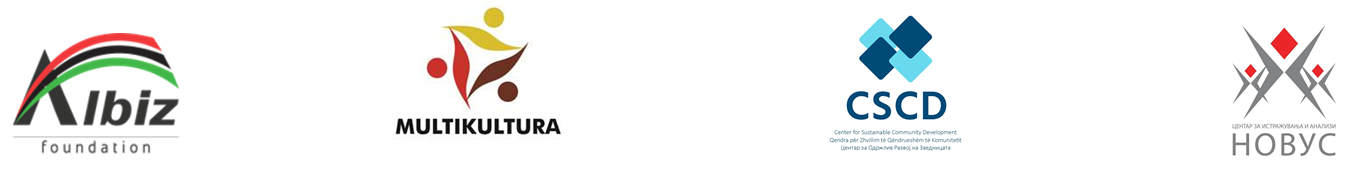 Albiz
foundation
MULTIKULTURA
CSCD
Center for Sustainable Community Development
Qendra për Zhvillim të Qëndrueshëm të Komunitetit
Центар за Одржлив Развој на Заедницата
ЦЕНТАР ЗА ИСТРАЖУВАЊА И АНАЛИЗИ
НОВУС